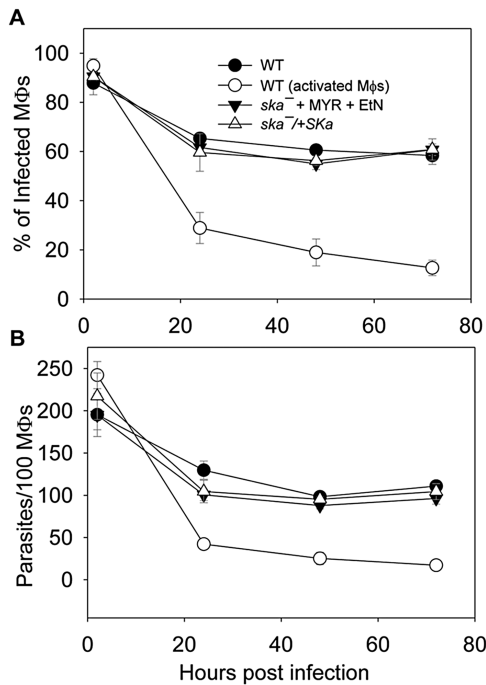 A
% of Infected MΦs
100
80
60
40
20
0
WT
WT (activated Mϕs)
ska⁻ + MYR + EtN
ska⁻/+SKa
0 20 40 60 80
B
Parasites/100 MΦs
250
200
150
100
50
0
0 20 40 60 80
Hours post infection